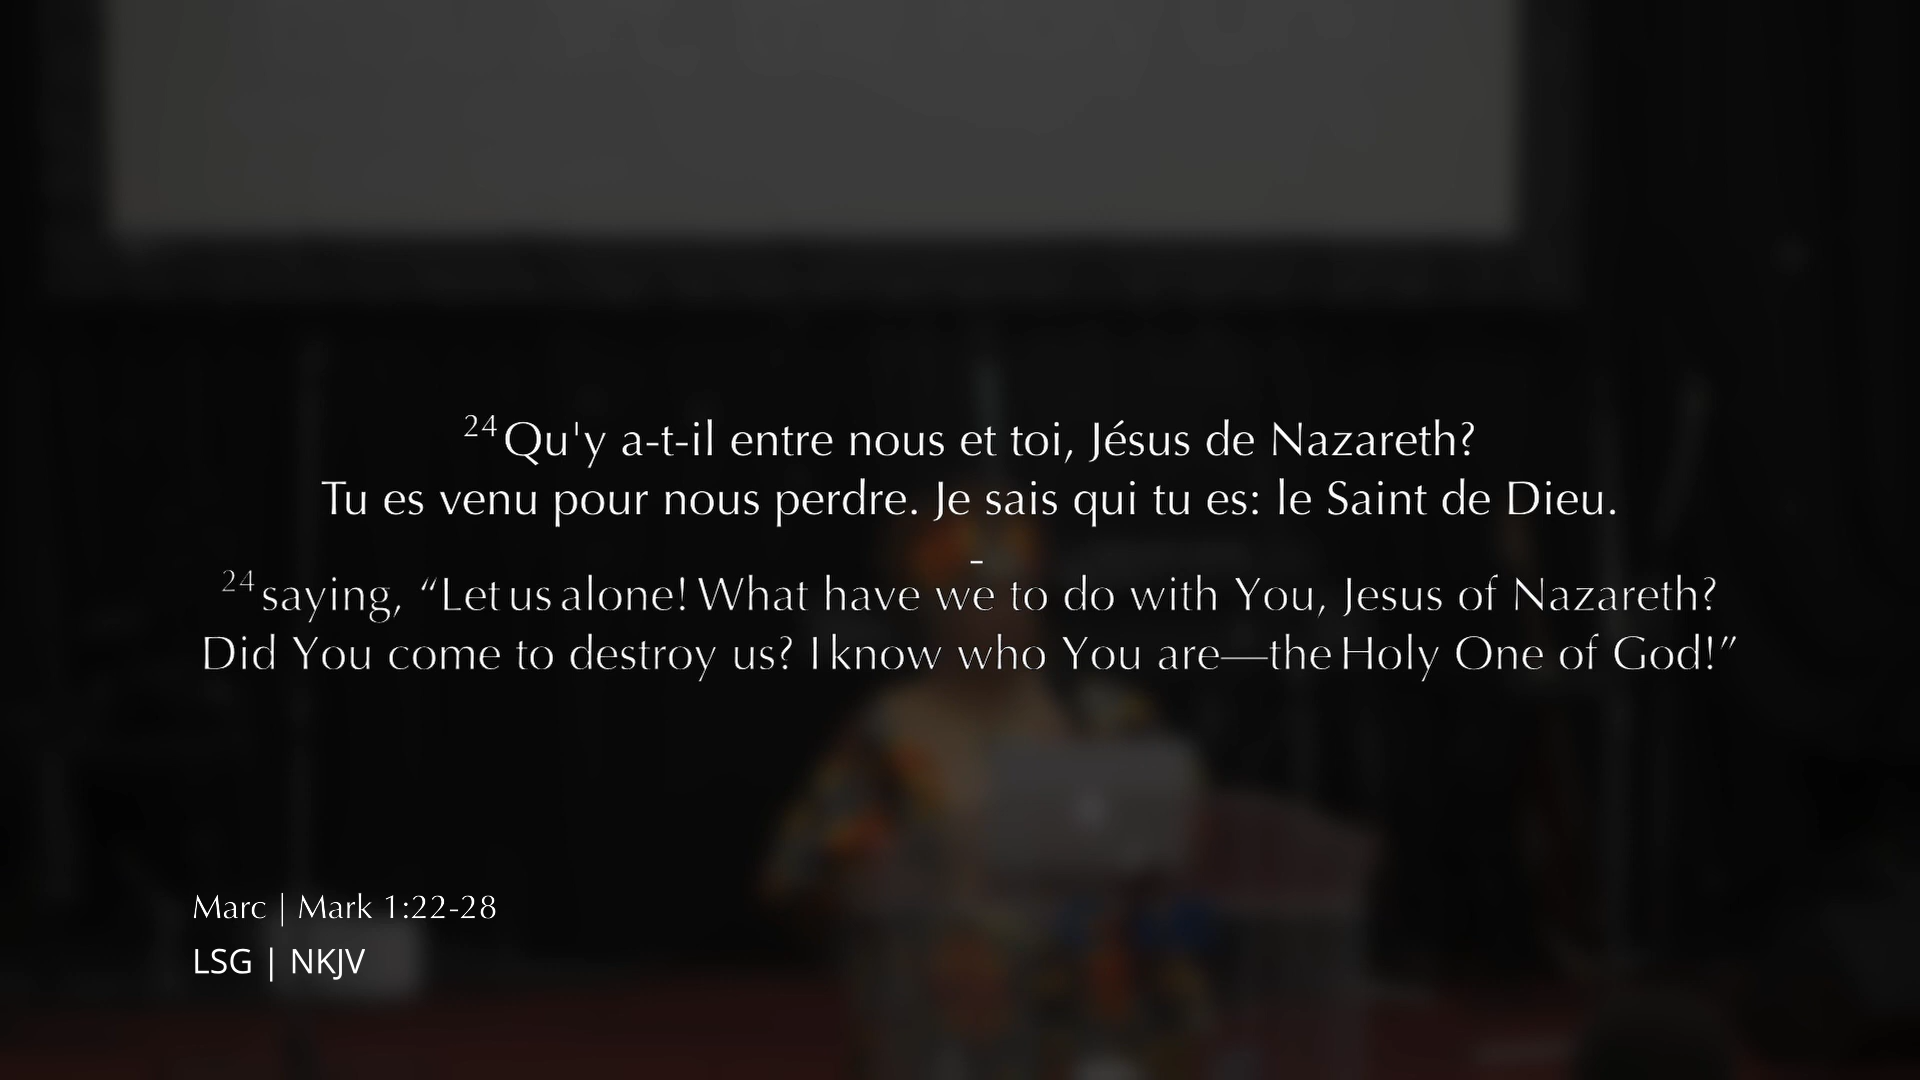 24 Qu'y a-t-il entre nous et toi, Jésus de Nazareth?
Tu es venu pour nous perdre. Je sais qui tu es: le Saint de Dieu.
-
24 saying, “Let us alone! What have we to do with You, Jesus of Nazareth?
Did You come to destroy us? I know who You are—the Holy One of God!”
Marc | Mark 1:22-28
LSG | NKJV